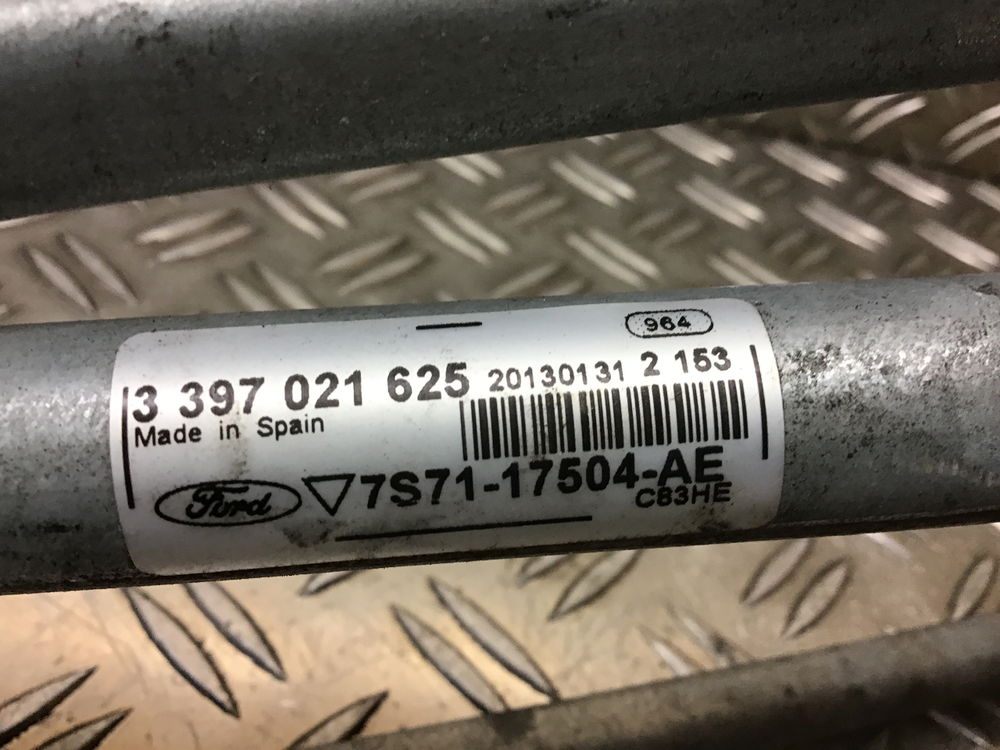 964
3 397 021 625 20130131 2 153
Made in Spain
Ford 7S71-17504-AE
C83HE